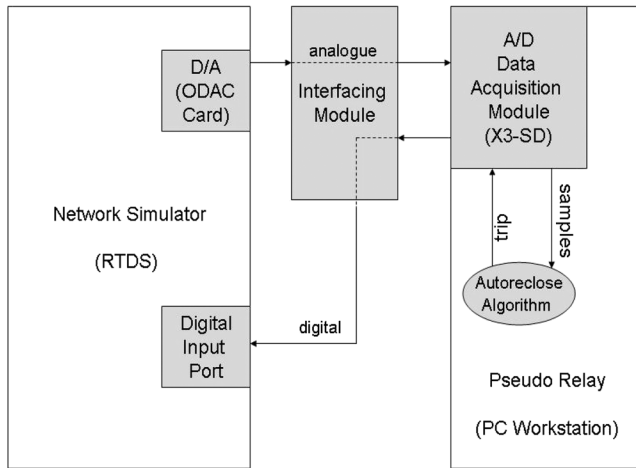 D/A
(ODAC
Card)
analogue
Interfacing
Module
A/D
Data
Acquisition
Module
(X3-SD)
Network Simulator
(RTDS)
trip
samples
Autoreclose
Algorithm
Digital
Input
Port
digital
Pseudo Relay
(PC Workstation)